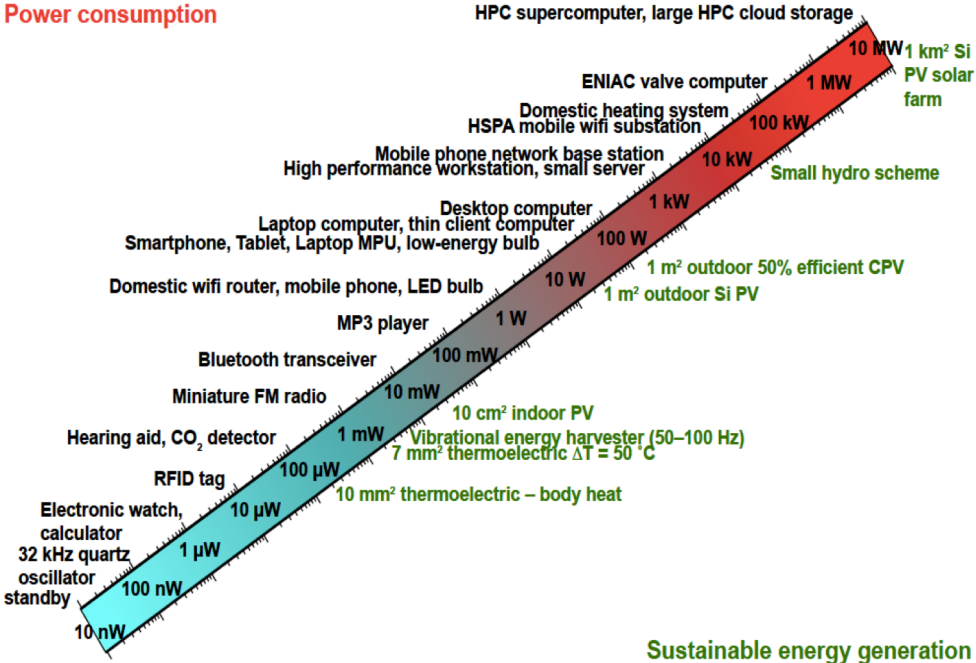 Power consumption
HPC supercomputer, large HPC cloud storage
10 MW
1 km² Si
PV solar
farm
ENIAC valve computer
1 MW
Domestic heating system
HSPA mobile wifi substation
100 kW
Mobile phone network base station
High performance workstation, small server
10 kW
Small hydro scheme
Desktop computer
1 kW
Laptop computer, thin client computer
Smartphone, Tablet, Laptop MPU, low-energy bulb
100 W
1 m² outdoor 50% efficient CPV
Domestic wifi router, mobile phone, LED bulb
10 W
1 m² outdoor Si PV
MP3 player
1 W
Bluetooth transceiver
100 mW
Miniature FM radio
10 mW
10 cm² indoor PV
Hearing aid, CO₂ detector
1 mW
Vibrational energy harvester (50–100 Hz)
7 mm² thermoelectric ΔT = 50 ˚C
RFID tag
100 µW
10 mm² thermoelectric – body heat
Electronic watch,
calculator
10 µW
32 kHz quartz
oscillator
standby
1 µW
100 nW
10 nW
Sustainable energy generation